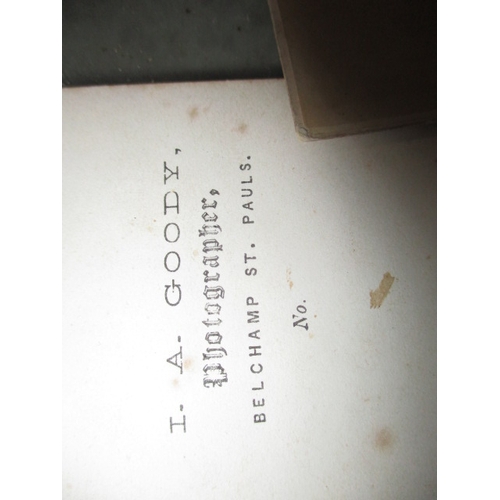 I. A. GOODY,
Photographer,
BELCHAMP ST. PAULS.
No.